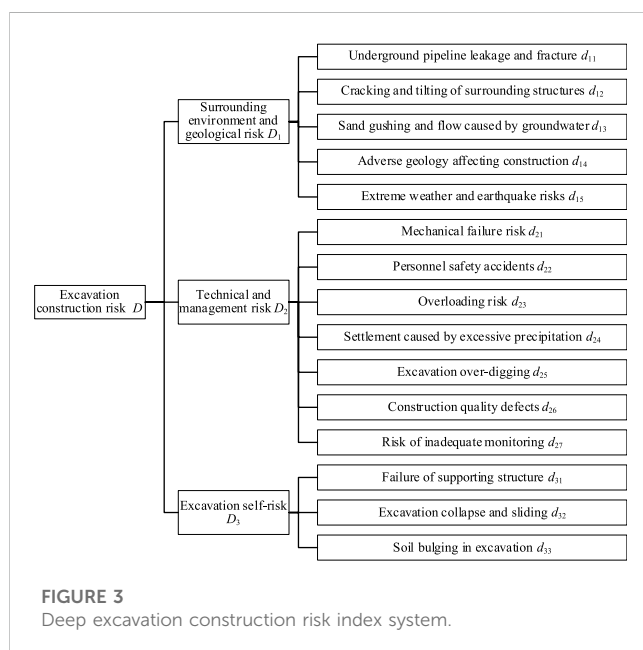 Excavation
construction risk D
Surrounding
environment and
geological risk D₁
Underground pipeline leakage and fracture d₁₁
Cracking and tilting of surrounding structures d₁₂
Sand gushing and flow caused by groundwater d₁₃
Adverse geology affecting construction d₁₄
Extreme weather and earthquake risks d₁₅
Technical and
management risk D₂
Mechanical failure risk d₂₁
Personnel safety accidents d₂₂
Overloading risk d₂₃
Settlement caused by excessive precipitation d₂₄
Excavation over-digging d₂₅
Construction quality defects d₂₆
Risk of inadequate monitoring d₂₇
Excavation self-risk
D₃
Failure of supporting structure d₃₁
Excavation collapse and sliding d₃₂
Soil bulging in excavation d₃₃
FIGURE 3
Deep excavation construction risk index system.